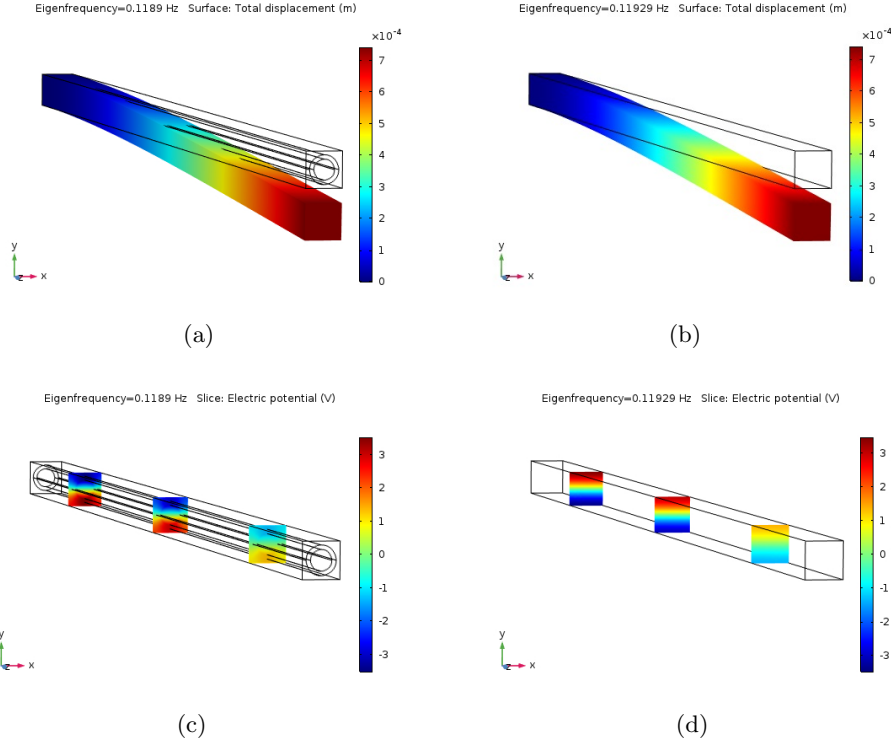 Eigenfrequency=0.1189 Hz Surface: Total displacement (m)
×10⁻⁴
7
6
5
4
3
2
1
0
y
z x
(a)
Eigenfrequency=0.11929 Hz Surface: Total displacement (m)
×10⁻⁴
7
6
5
4
3
2
1
0
y
z x
(b)
Eigenfrequency=0.1189 Hz Slice: Electric potential (V)
3
2
1
0
-1
-2
-3
y
z x
(c)
Eigenfrequency=0.11929 Hz Slice: Electric potential (V)
3
2
1
0
-1
-2
-3
y
z x
(d)